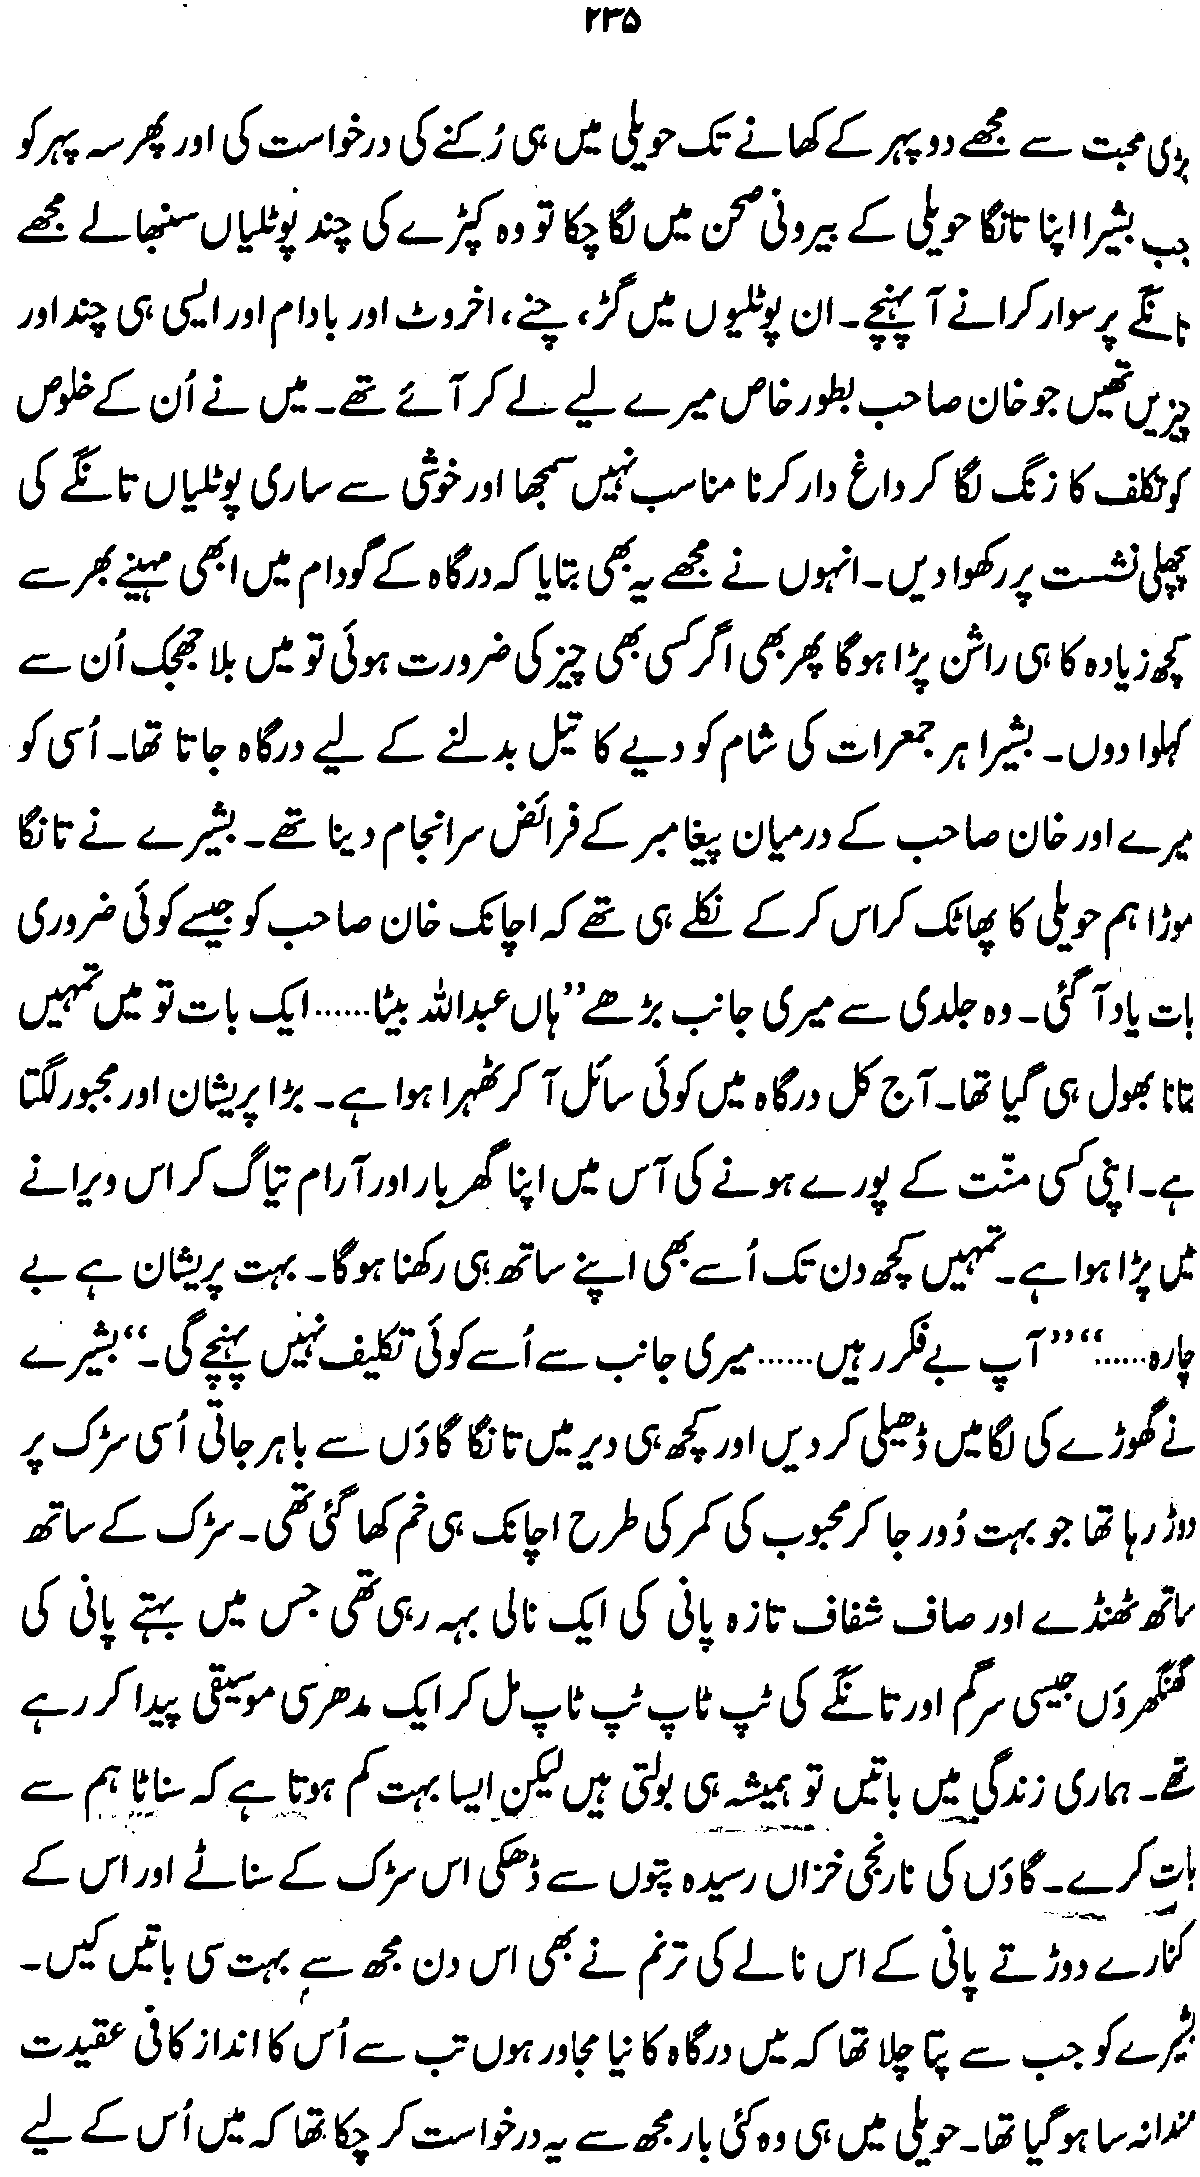 ۲۳۵
بڑی محبت سے مجھے دوپہر کے کھانے تک حویلی میں ہی رُکنے کی درخواست کی اور پھر سہ پہر کو
جب بشیرا اپنا تانگا حویلی کے بیرونی صحن میں لگا چکا تو وہ کپڑے کی چند پوٹلیاں سنبھالے مجھے
تانگے پر سوار کرانے آ پہنچے۔ ان پوٹلیوں میں گڑ، چنے، اخروٹ اور بادام اور ایسی ہی چند اور
چیزیں تھیں جو خان صاحب بطور خاص میرے لیے لے کر آئے تھے۔ میں نے اُن کے خلوص
کو تکلف کا زنگ لگا کر داغ دار کرنا مناسب نہیں سمجھا اور خوشی سے ساری پوٹلیاں تانگے کی
پچھلی نشست پر رکھوا دیں۔ انہوں نے مجھے یہ بھی بتایا کہ درگاہ کے گودام میں ابھی مہینے بھر سے
کچھ زیادہ کا ہی راشن پڑا ہوگا پھر بھی اگر کسی بھی چیز کی ضرورت ہوئی تو میں بلا جھجک اُن سے
کہلوا دوں۔ بشیرا ہر جمعرات کی شام کو دیے کا تیل بدلنے کے لیے درگاہ جاتا تھا۔ اُسی کو
میرے اور خان صاحب کے درمیان پیغامبر کے فرائض سرانجام دینا تھے۔ بشیرے نے تانگا
موڑا ہم حویلی کا پھاٹک کراس کر کے نکلے ہی تھے کہ اچانک خان صاحب کو جیسے کوئی ضروری
بات یاد آ گئی۔ وہ جلدی سے میری جانب بڑھے ”ہاں عبداللہ بیٹا...... ایک بات تو میں تمہیں
بتانا بھول ہی گیا تھا۔ آج کل درگاہ میں کوئی سائل آ کر ٹھہرا ہوا ہے۔ بڑا پریشان اور مجبور لگتا
ہے۔ اپنی کسی منّت کے پورے ہونے کی آس میں اپنا گھر بار اور آرام تیاگ کر اس ویرانے
میں پڑا ہوا ہے۔ تمہیں کچھ دن تک اُسے بھی اپنے ساتھ ہی رکھنا ہوگا۔ بہت پریشان ہے بے
چارہ......“ ”آپ بے فکر رہیں...... میری جانب سے اُسے کوئی تکلیف نہیں پہنچے گی۔“ بشیرے
نے گھوڑے کی لگامیں ڈھیلی کر دیں اور کچھ ہی دیر میں تانگا گاؤں سے باہر جاتی اُسی سڑک پر
دوڑ رہا تھا جو بہت دُور جا کر محبوب کی کمر کی طرح اچانک ہی خم کھا گئی تھی۔ سڑک کے ساتھ
ساتھ ٹھنڈے اور صاف شفاف تازہ پانی کی ایک نالی بہہ رہی تھی جس میں بہتے پانی کی
گھنگھروؤں جیسی سرگم اور تانگے کی ٹپ ٹاپ ٹپ ٹاپ مل کر ایک مدھر سی موسیقی پیدا کر رہے
تھے۔ ہماری زندگی میں باتیں تو ہمیشہ ہی بولتی ہیں لیکن ایسا بہت کم ہوتا ہے کہ سناٹا ہم سے
بات کرے۔ گاؤں کی نارنجی خزاں رسیدہ پتوں سے ڈھکی اس سڑک کے سناٹے اور اس کے
کنارے دوڑتے پانی کے اس نالے کی ترنم نے بھی اس دن مجھ سے بہت سی باتیں کیں۔
بشیرے کو جب سے پتا چلا تھا کہ میں درگاہ کا نیا مجاور ہوں تب سے اُس کا انداز کافی عقیدت
مندانہ سا ہو گیا تھا۔ حویلی میں ہی وہ کئی بار مجھ سے یہ درخواست کر چکا تھا کہ میں اُس کے لیے